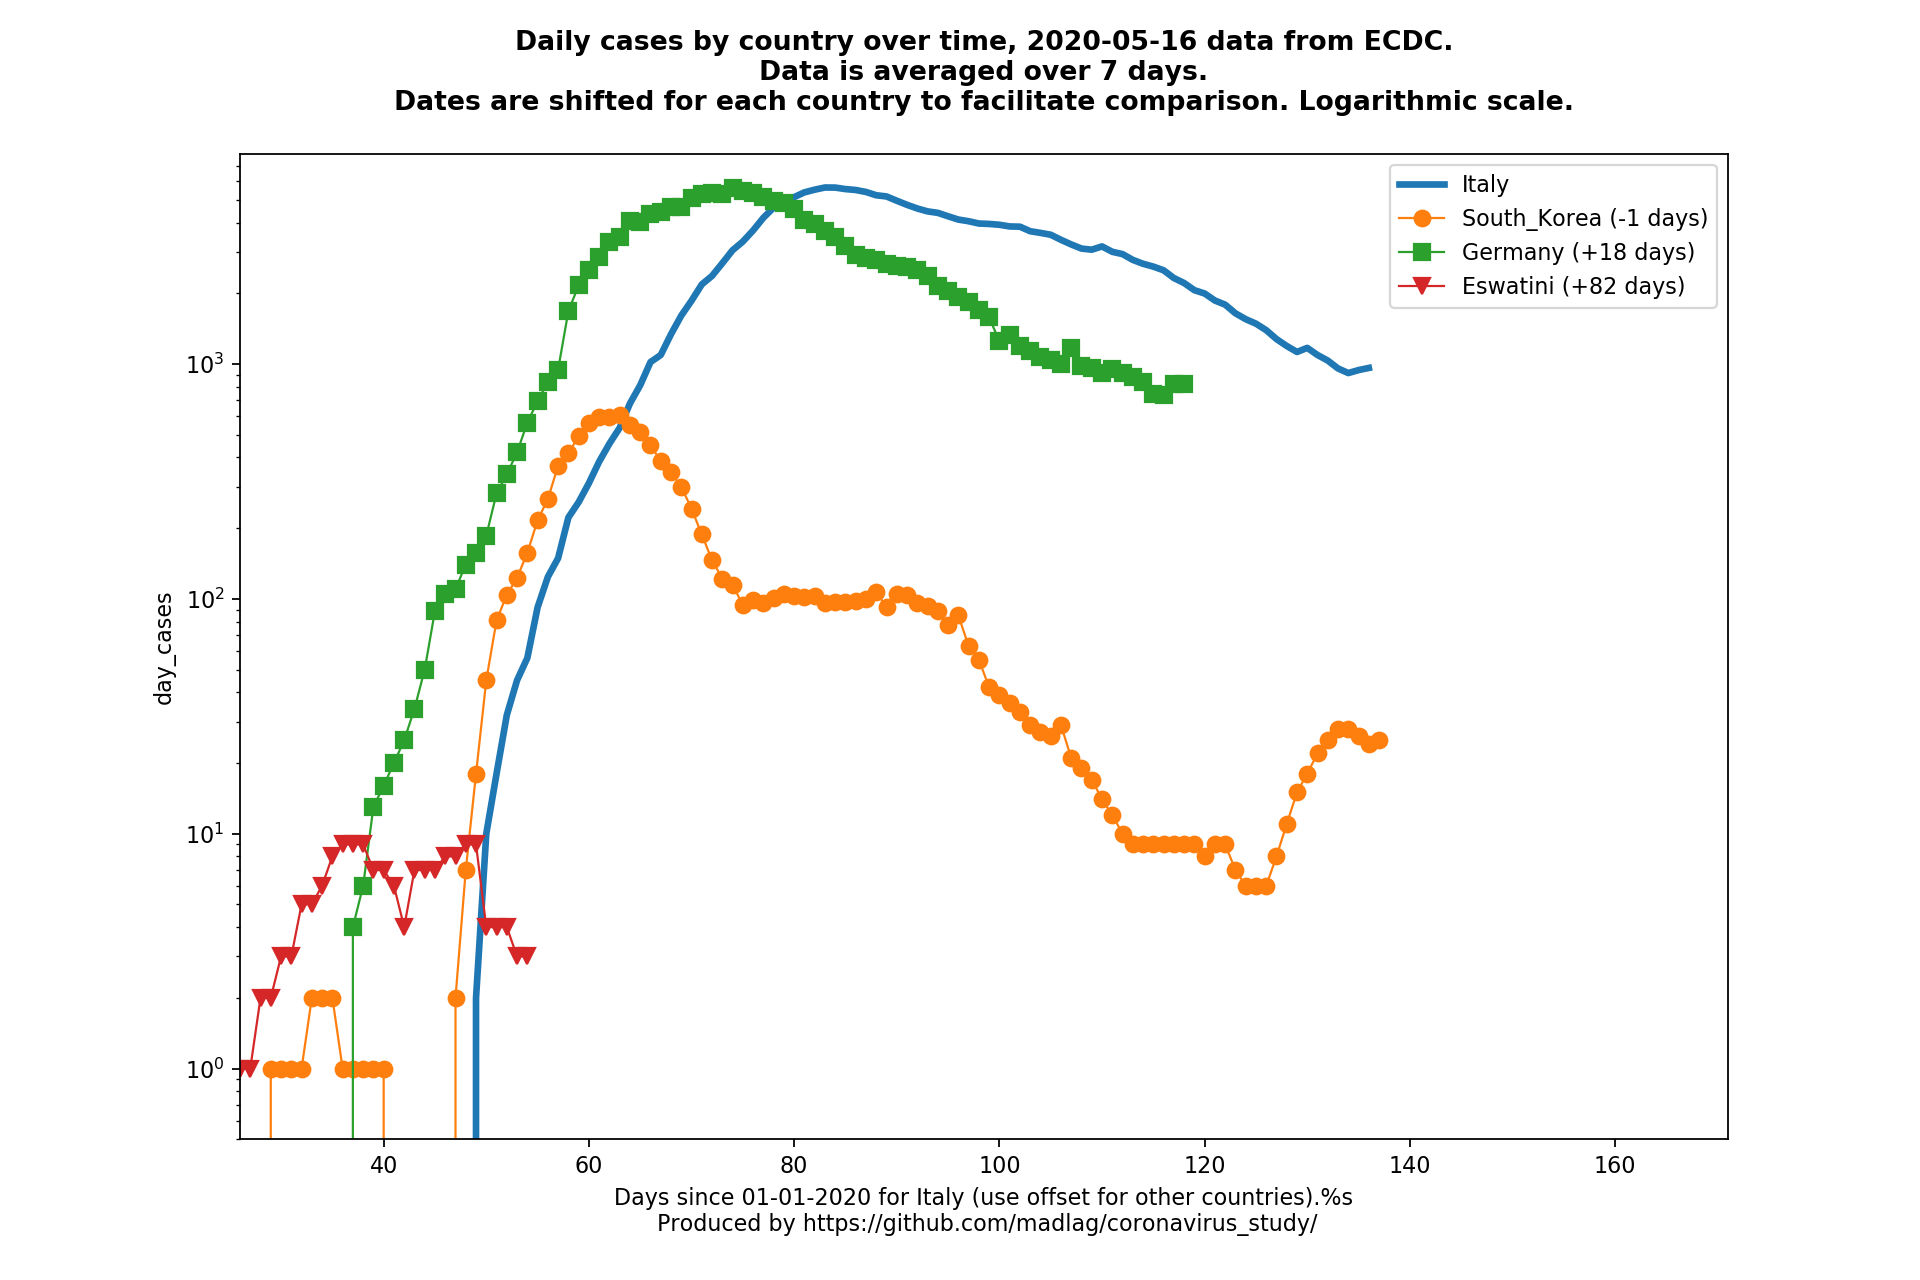 Daily cases by country over time, 2020-05-16 data from ECDC.
Data is averaged over 7 days.
Dates are shifted for each country to facilitate comparison. Logarithmic scale.
Italy
South_Korea (-1 days)
Germany (+18 days)
Eswatini (+82 days)
day_cases
10³
10²
10¹
10⁰
40 60 80 100 120 140 160
Days since 01-01-2020 for Italy (use offset for other countries).%s
Produced by https://github.com/madlag/coronavirus_study/